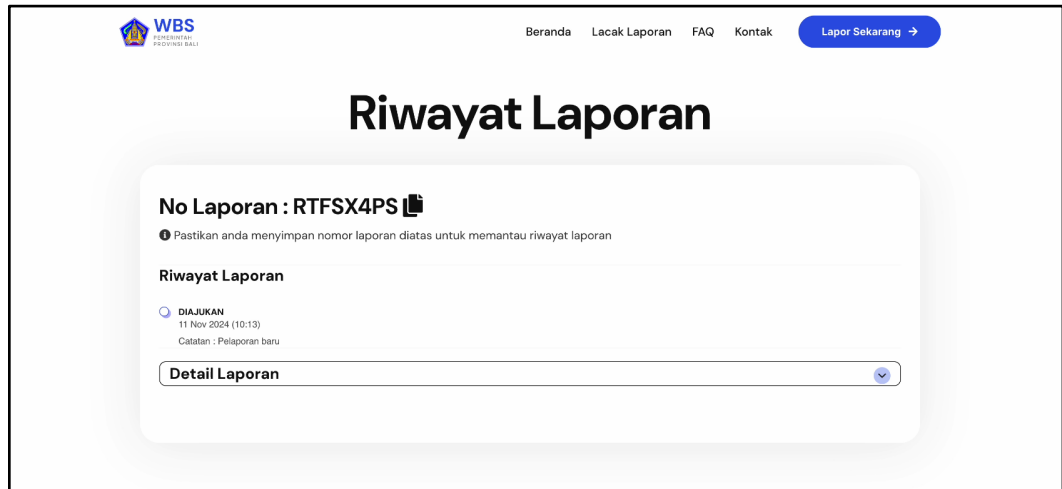 WBS
PEMERINTAH
PROVINSI BALI
Beranda Lacak Laporan FAQ Kontak Lapor Sekarang →
Riwayat Laporan
No Laporan : RTFSX4PS
Pastikan anda menyimpan nomor laporan diatas untuk memantau riwayat laporan
Riwayat Laporan
DIAJUKAN
11 Nov 2024 (10:13)
Catatan : Pelaporan baru
Detail Laporan